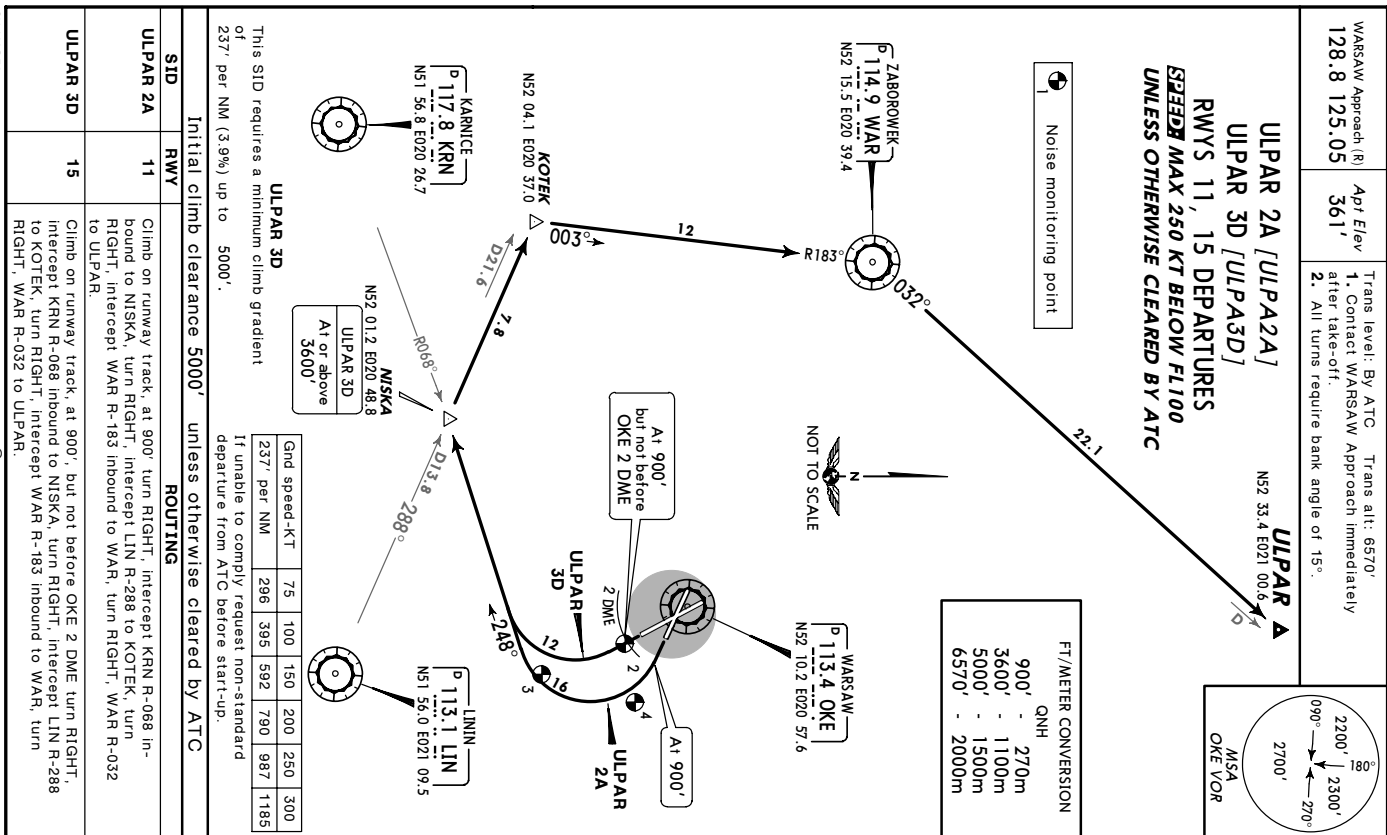 WARSAW Approach (R)
128.8 125.05
Apt Elev
361'
Trans level: By ATC Trans alt: 6570'
1. Contact WARSAW Approach immediately
after take-off.
2. All turns require bank angle of 15°.
ULPAR 2A [ULPA2A]
ULPAR 3D [ULPA3D]
RWYS 11, 15 DEPARTURES
SPEED: MAX 250 KT BELOW FL100
UNLESS OTHERWISE CLEARED BY ATC
2200'
2300'
2700'
090°
180°
270°
MSA
OKE VOR
1
Noise monitoring point
ULPAR
N52 33.4 E021 00.6
D
22.1
032°
ZABOROWEK
D 114.9 WAR
N52 15.5 E020 39.4
R183°
12
003°
KOTEK
N52 04.1 E020 37.0
D21.6
7.8
KARNICE
D 117.8 KRN
N51 56.8 E020 26.7
R068°
NISKA
N52 01.2 E020 48.8
ULPAR 3D
At or above
3600'
D13.8
288°
N
NOT TO SCALE
FT/METER CONVERSION
QNH
900' - 270m
3600' - 1100m
5000' - 1500m
6570' - 2000m
WARSAW
D 113.4 OKE
N52 10.2 E020 57.6
At 900'
but not before
OKE 2 DME
2 DME
2
At 900'
4
ULPAR
3D
ULPAR
2A
12
16
3
248°
LININ
D 113.1 LIN
N51 56.0 E021 09.5
ULPAR 3D
This SID requires a minimum climb gradient
of
237' per NM (3.9%) up to 5000'.
Gnd speed-KT 75 100 150 200 250 300
237' per NM 296 395 592 790 987 1185
If unable to comply request non-standard
departure from ATC before start-up.
Initial climb clearance 5000' unless otherwise cleared by ATC
SID RWY ROUTING
ULPAR 2A 11 Climb on runway track, at 900' turn RIGHT, intercept KRN R-068 in-
bound to NISKA, turn RIGHT, intercept LIN R-288 to KOTEK, turn
RIGHT, intercept WAR R-183 inbound to WAR, turn RIGHT, WAR R-032
to ULPAR.
ULPAR 3D 15 Climb on runway track, at 900', but not before OKE 2 DME turn RIGHT,
intercept KRN R-068 inbound to NISKA, turn RIGHT, intercept LIN R-288
to KOTEK, turn RIGHT, intercept WAR R-183 inbound to WAR, turn
RIGHT, WAR R-032 to ULPAR.